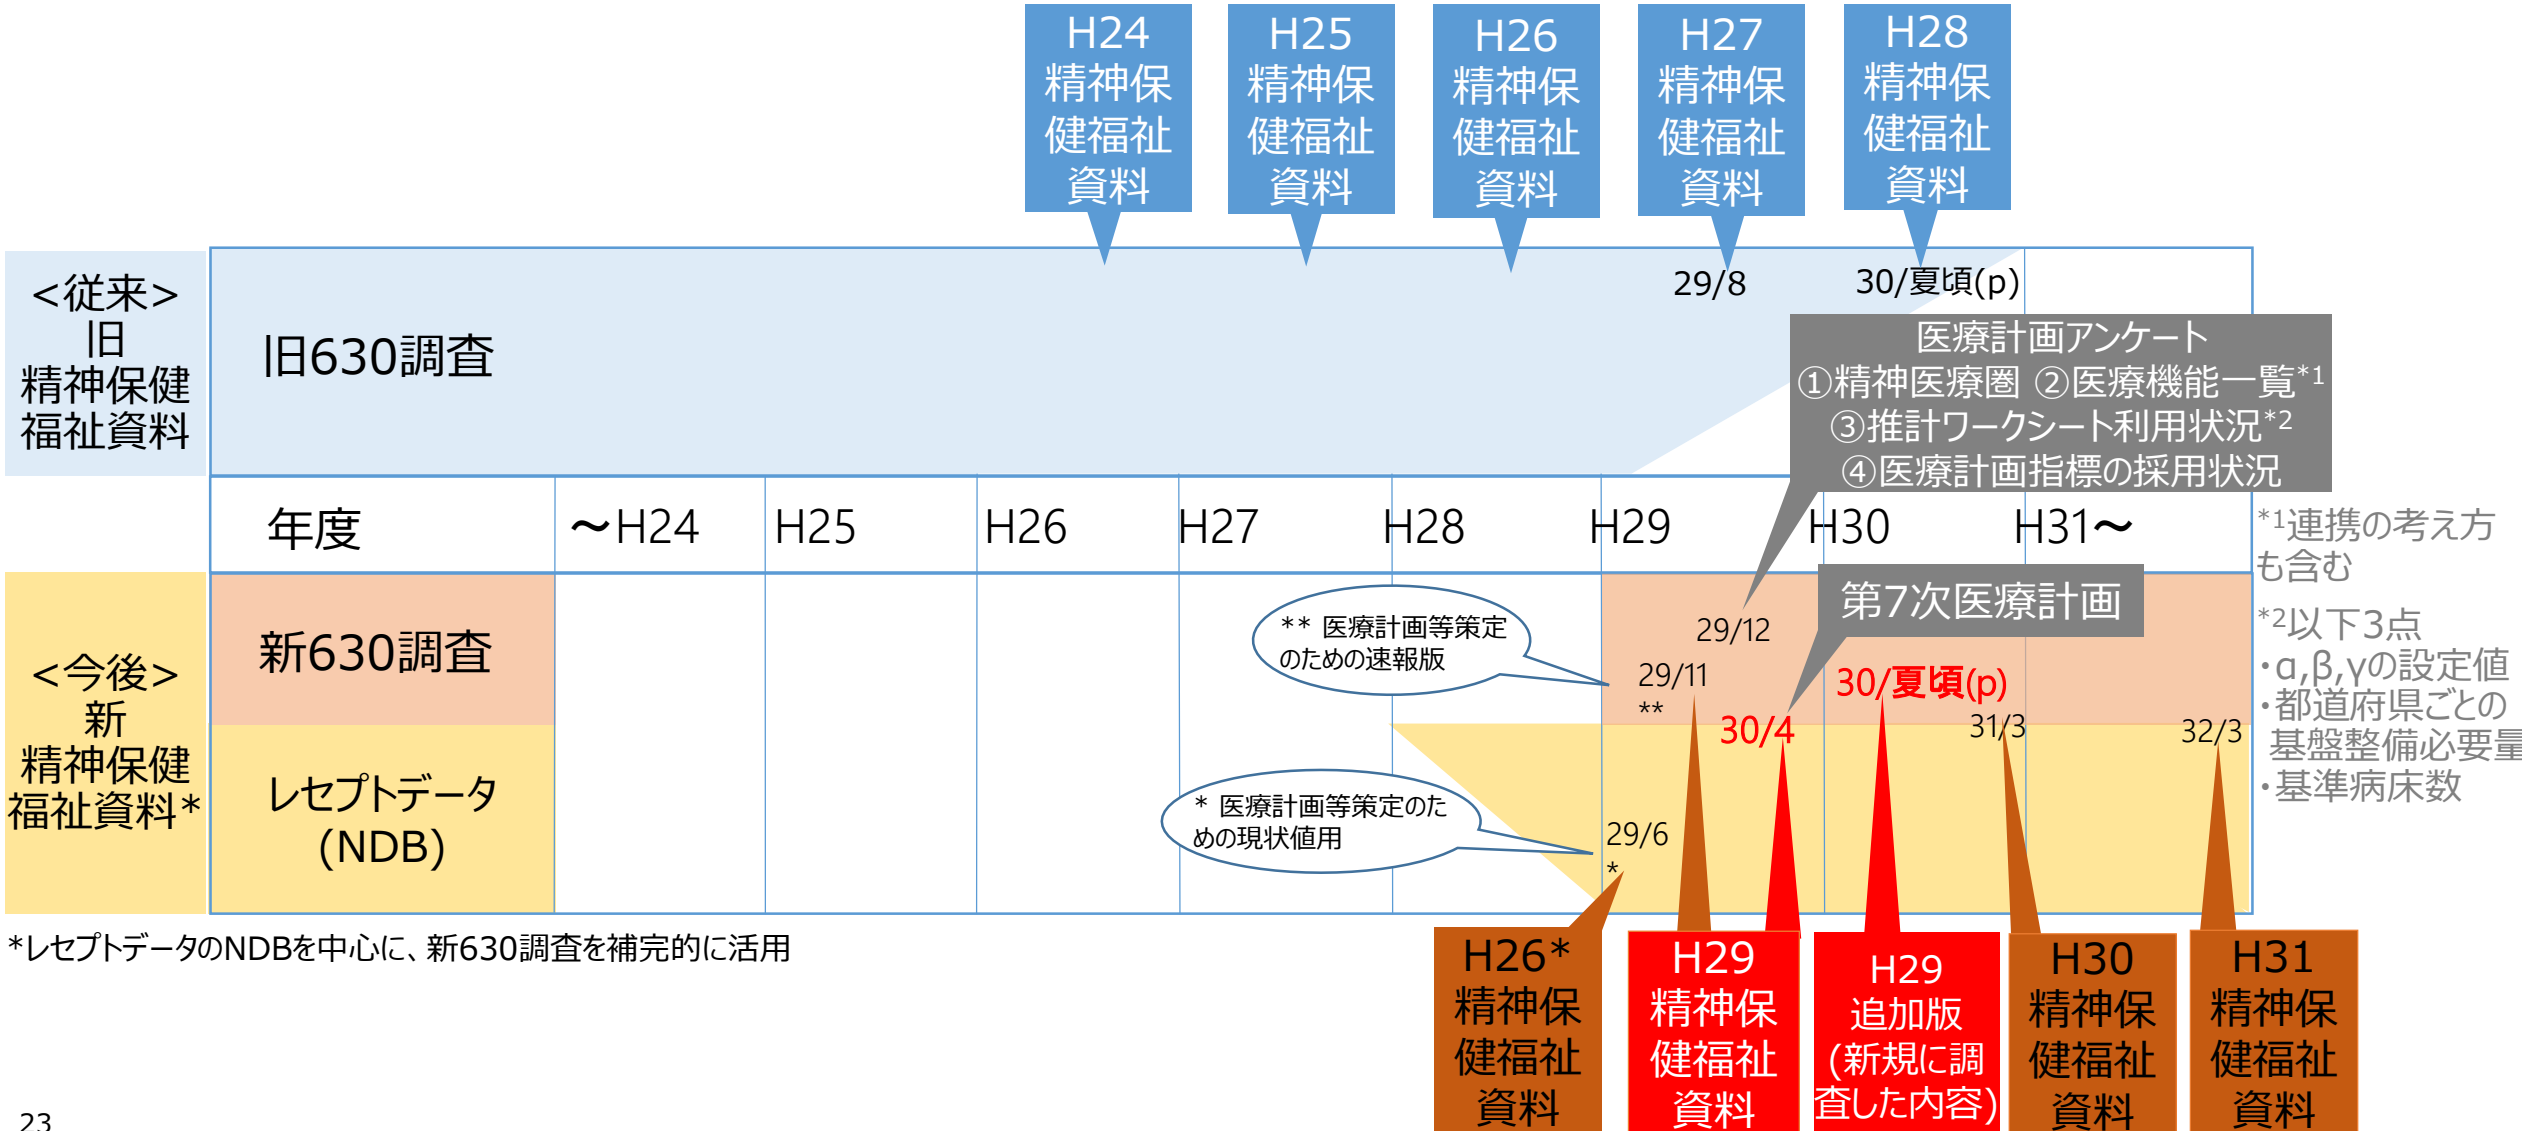 H24
精神保
健福祉
資料
H25
精神保
健福祉
資料
H26
精神保
健福祉
資料
H27
精神保
健福祉
資料
H28
精神保
健福祉
資料
<従来>
旧
精神保健
福祉資料
旧630調査
29/8
30/夏頃(p)
医療計画アンケート
①精神医療圏 ②医療機能一覧*1
③推計ワークシート利用状況*2
④医療計画指標の採用状況
年度
～H24
H25
H26
H27
H28
H29
H30
H31～
*1連携の考え方
も含む
*2以下3点
・α,β,γの設定値
・都道府県ごとの
基盤整備必要量
・基準病床数
<今後>
新
精神保健
福祉資料*
新630調査
** 医療計画等策定
のための速報版
29/12
29/11
**
第7次医療計画
30/夏頃(p)
30/4
31/3
32/3
レセプトデータ
(NDB)
* 医療計画等策定のた
めの現状値用
29/6
*
*レセプトデータのNDBを中心に、新630調査を補完的に活用
H26*
精神保
健福祉
資料
H29
精神保
健福祉
資料
H29
追加版
(新規に調
査した内容)
H30
精神保
健福祉
資料
H31
精神保
健福祉
資料
23